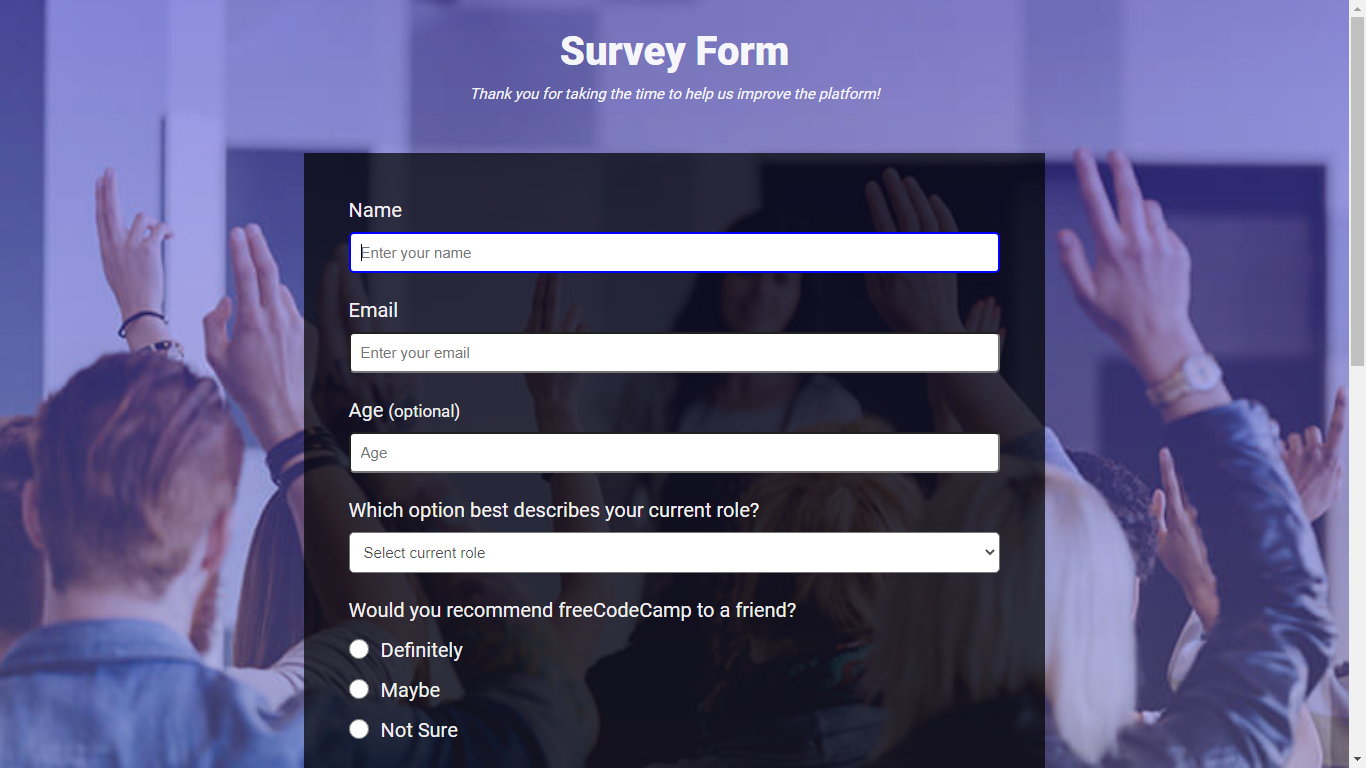 Survey Form
Thank you for taking the time to help us improve the platform!
Name
Enter your name
Email
Enter your email
Age (optional)
Age
Which option best describes your current role?
Select current role
Would you recommend freeCodeCamp to a friend?
Definitely
Maybe
Not Sure